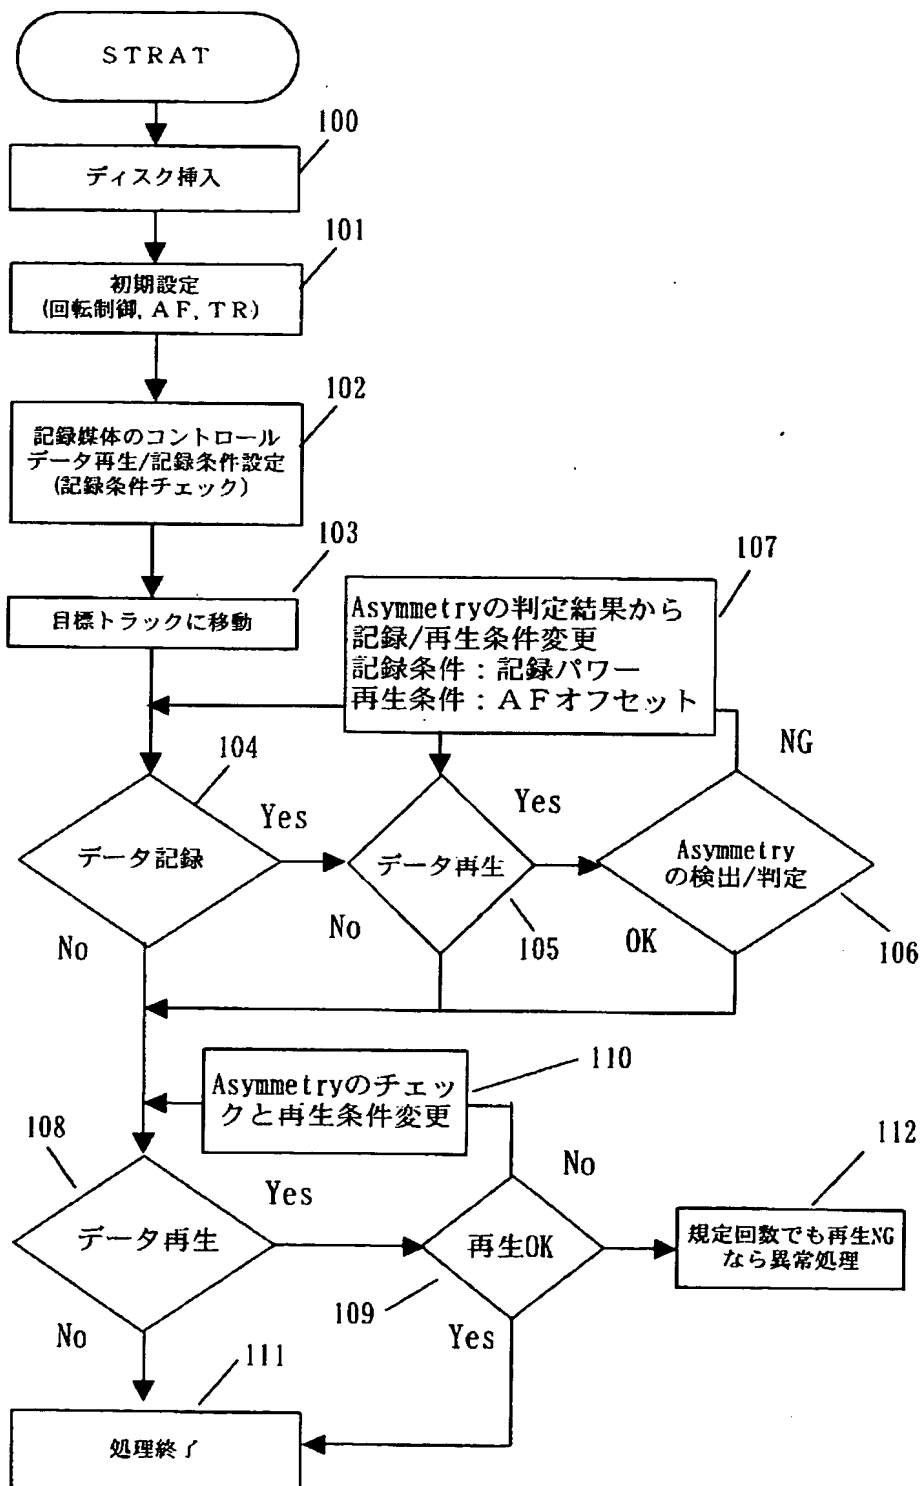 STRAT
100
ディスク挿入
101
初期設定
(回転制御, AF, TR)
102
記録媒体のコントロール
データ再生/記録条件設定
(記録条件チェック)
103
目標トラックに移動
107
Asymmetryの判定結果から
記録/再生条件変更
記録条件：記録パワー
再生条件：AFオフセット
NG
104
データ記録
Yes
No
データ再生
Yes
No
105
Asymmetry
の検出/判定
OK
106
110
Asymmetryのチェッ
クと再生条件変更
108
データ再生
Yes
No
再生OK
109
No
Yes
112
規定回数でも再生NG
なら異常処理
111
処理終了